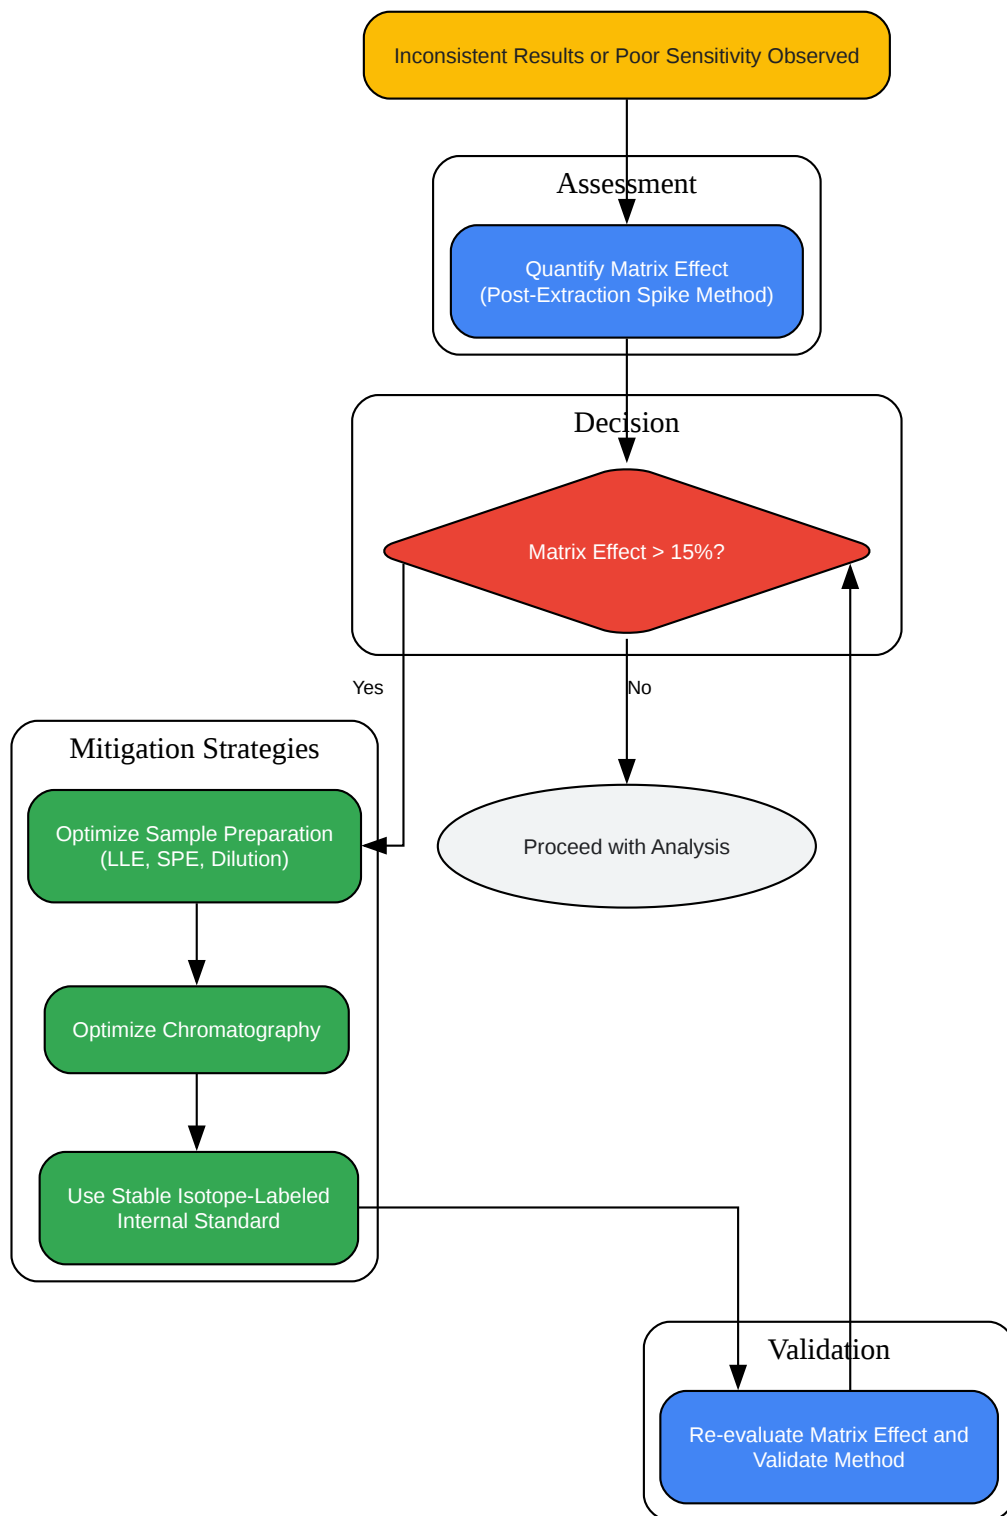 Inconsistent Results or Poor Sensitivity Observed
Assessment
Quantify Matrix Effect
(Post-Extraction Spike Method)
Decision
Matrix Effect > 15%?
Yes
No
Mitigation Strategies
Optimize Sample Preparation
(LLE, SPE, Dilution)
Proceed with Analysis
Optimize Chromatography
Use Stable Isotope-Labeled
Internal Standard
Validation
Re-evaluate Matrix Effect and
Validate Method